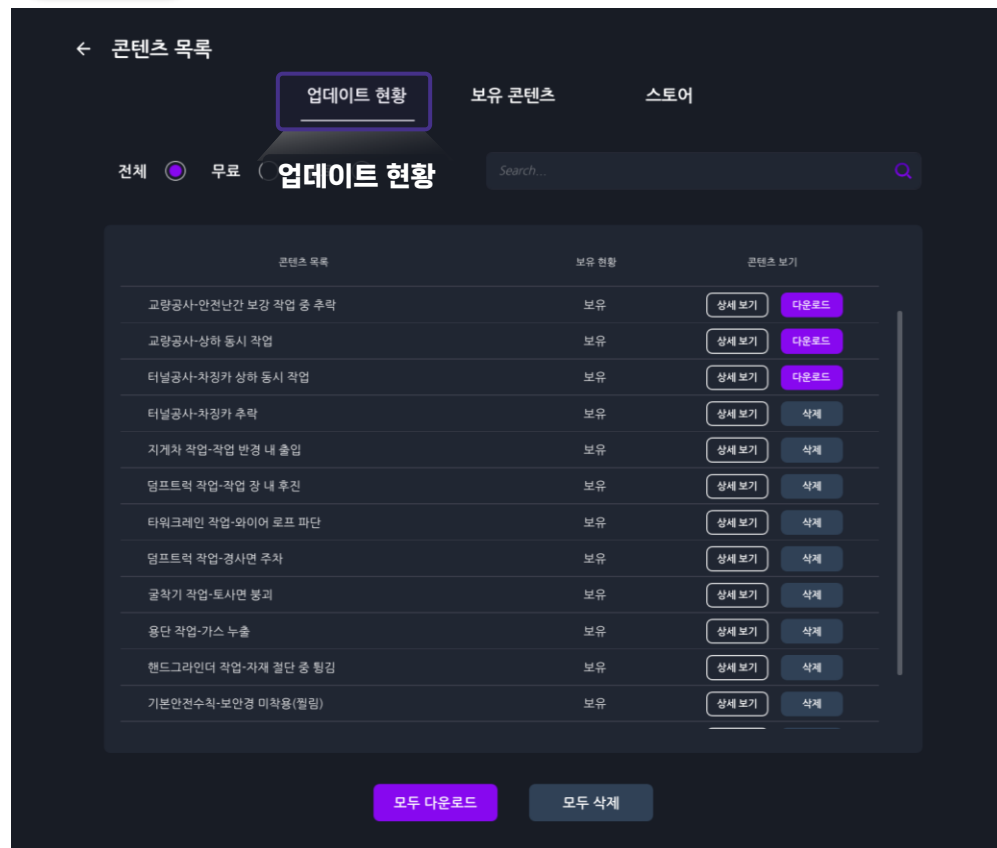 콘텐츠 목록
업데이트 현황 보유 콘텐츠 스토어
전체 무료
업데이트 현황
Search...
콘텐츠 목록 보유 현황 콘텐츠 보기
교량공사-안전난간 보강 작업 중 추락 보유 상세 보기 다운로드
교량공사-상하 동시 작업 보유 상세 보기 다운로드
터널공사-차징카 상하 동시 작업 보유 상세 보기 다운로드
터널공사-차징카 추락 보유 상세 보기 삭제
지게차 작업-작업 반경 내 출입 보유 상세 보기 삭제
덤프트럭 작업-작업 장 내 후진 보유 상세 보기 삭제
타워크레인 작업-와이어 로프 파단 보유 상세 보기 삭제
덤프트럭 작업-경사면 주차 보유 상세 보기 삭제
굴착기 작업-토사면 붕괴 보유 상세 보기 삭제
용단 작업-가스 누출 보유 상세 보기 삭제
핸드그라인더 작업-자재 절단 중 튕김 보유 상세 보기 삭제
기본안전수칙-보안경 미착용(찔림) 보유 상세 보기 삭제
모두 다운로드 모두 삭제